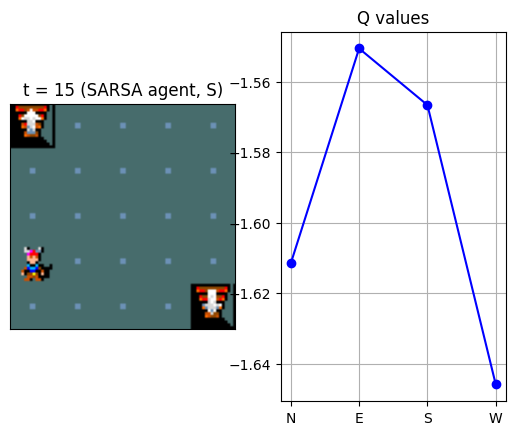 Q values
t = 15 (SARSA agent, S)
−1.56
−1.58
−1.60
−1.62
−1.64
N E S W